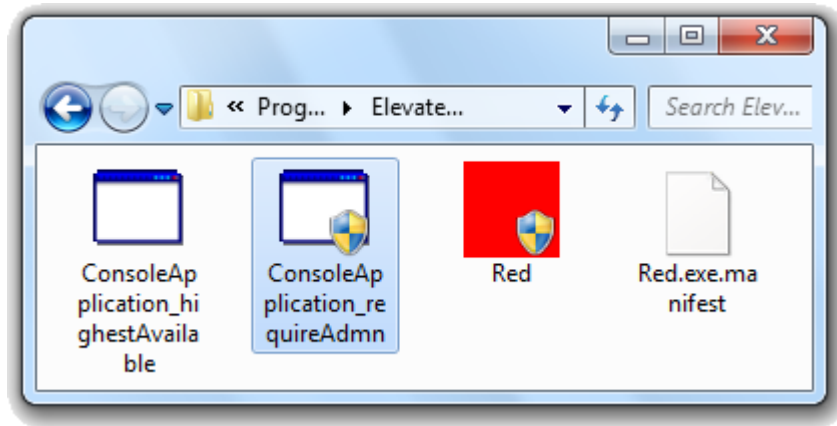 « Prog... Elevate... Search Elev...
ConsoleAp
plication_hi
ghestAvaila
ble
ConsoleAp
plication_re
quireAdmn
Red
Red.exe.ma
nifest